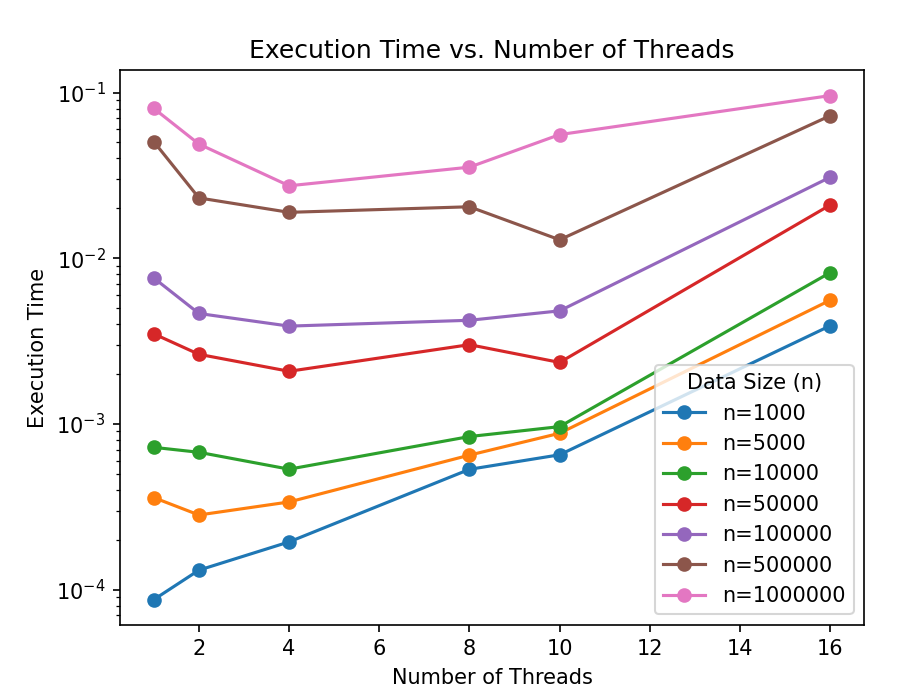 Execution Time vs. Number of Threads
Execution Time
10⁻¹
10⁻²
10⁻³
10⁻⁴
2 4 6 8 10 12 14 16
Number of Threads
Data Size (n)
n=1000
n=5000
n=10000
n=50000
n=100000
n=500000
n=1000000